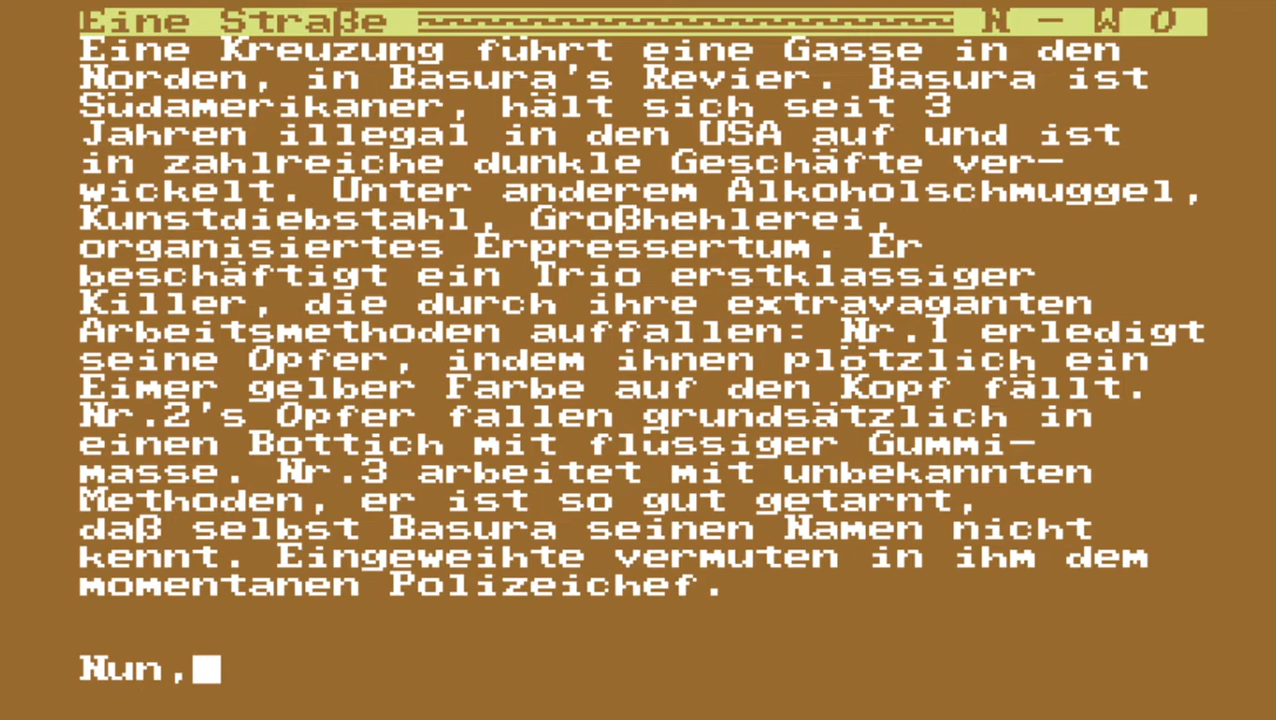 Eine Straße N - W O
Eine Kreuzung führt eine Gasse in den
Norden, in Basura's Revier. Basura ist
Südamerikaner, hält sich seit 3
Jahren illegal in den USA auf und ist
in zahlreiche dunkle Geschäfte ver-
wickelt. Unter anderem Alkoholschmuggel,
Kunstdiebstahl, Großhehlerei,
organisiertes Erpressertum. Er
beschäftigt ein Trio erstklassiger
Killer, die durch ihre extravaganten
Arbeitsmethoden auffallen: Nr.1 erledigt
seine Opfer, indem ihnen plötzlich ein
Eimer gelber Farbe auf den Kopf fällt.
Nr.2's Opfer fallen grundsätzlich in
einen Bottich mit flüssiger Gummi-
masse. Nr.3 arbeitet mit unbekannten
Methoden, er ist so gut getarnt,
daß selbst Basura seinen Namen nicht
kennt. Eingeweihte vermuten in ihm dem
momentanen Polizeichef.
Nun,